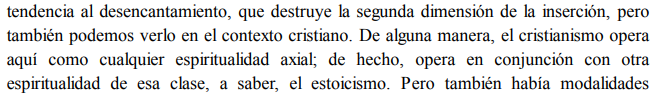 tendencia al desencantamiento, que destruye la segunda dimensión de la inserción, pero
también podemos verlo en el contexto cristiano. De alguna manera, el cristianismo opera
aquí como cualquier espiritualidad axial; de hecho, opera en conjunción con otra
espiritualidad de esa clase, a saber, el estoicismo. Pero también había modalidades